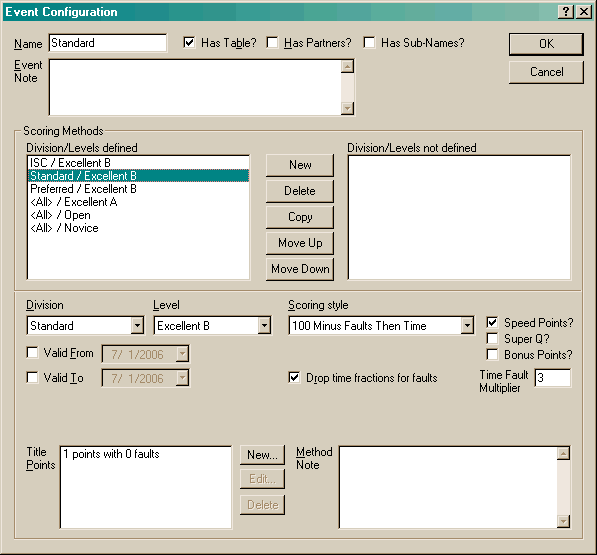 Event Configuration
Name Standard Has Table? Has Partners? Has Sub-Names? OK
Cancel
Event
Note
Scoring Methods
Division/Levels defined Division/Levels not defined
ISC / Excellent B
Standard / Excellent B
Preferred / Excellent B
<All> / Excellent A
<All> / Open
<All> / Novice
New
Delete
Copy
Move Up
Move Down
Division Level Scoring style
Standard Excellent B 100 Minus Faults Then Time
Speed Points?
Super Q?
Bonus Points?
Valid From 7/ 1/2006
Valid To 7/ 1/2006
Drop time fractions for faults
Time Fault
Multiplier 3
Title
Points
1 points with 0 faults
New...
Edit...
Delete
Method
Note